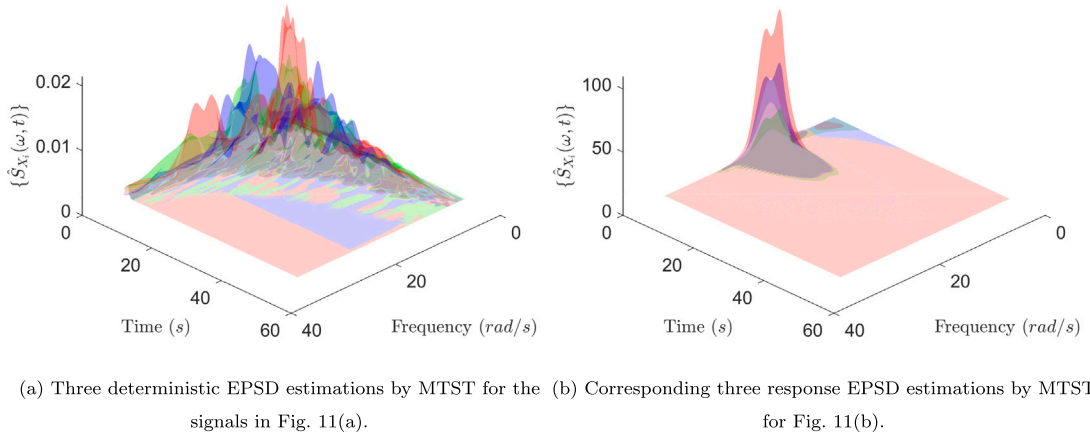 0.02
0.01
0
{Ŝ_{X_i}(ω, t)}
0
20
40
60
Time (s)
40
20
0
Frequency (rad/s)
100
50
0
{Ŝ_{X_i}(ω, t)}
0
20
40
60
Time (s)
40
20
0
Frequency (rad/s)
(a) Three deterministic EPSD estimations by MTST for the
signals in Fig. 11(a).
(b) Corresponding three response EPSD estimations by MTST
for Fig. 11(b).